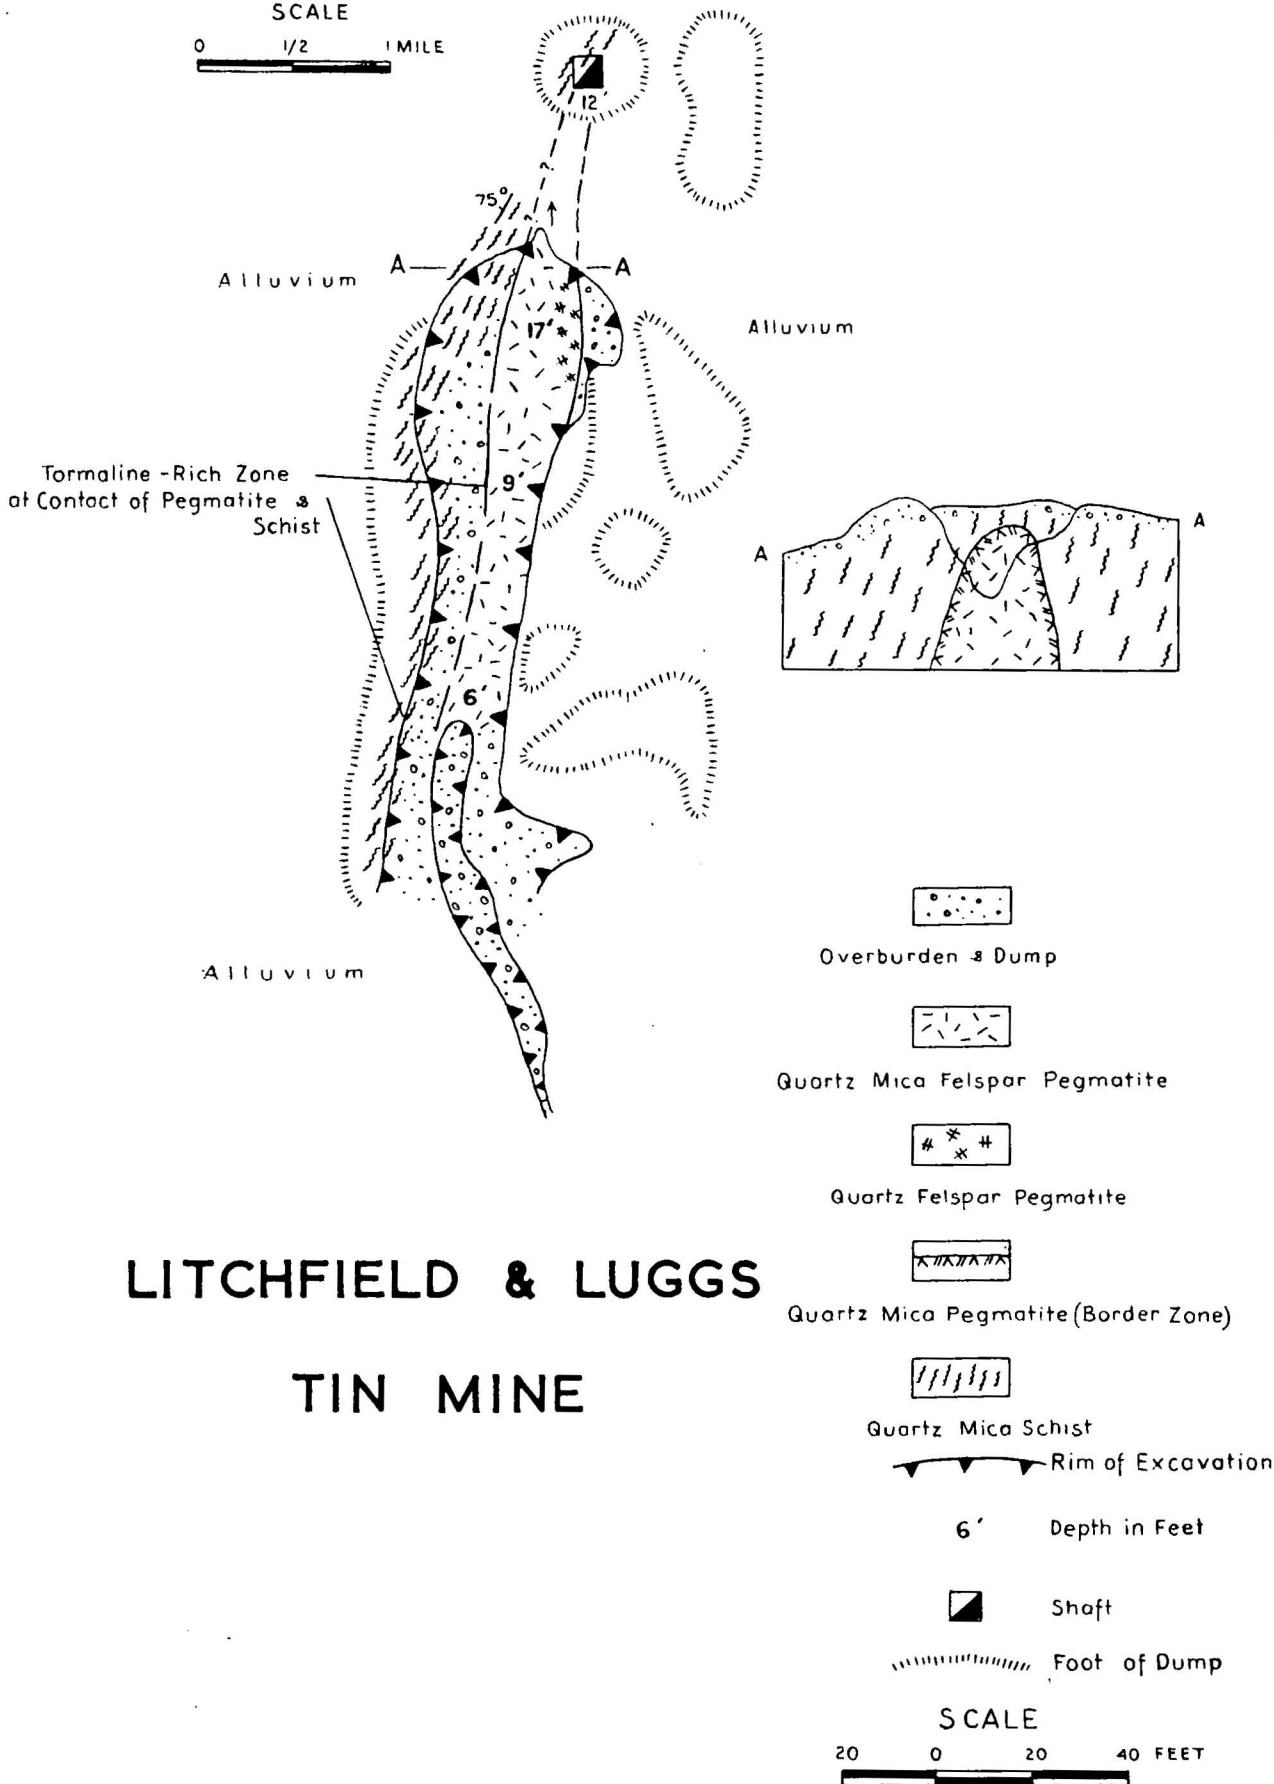 SCALE
0 1/2 1 MILE
12'
?
75°
?
A A
Alluvium
17'
Alluvium
Tormaline - Rich Zone
at Contact of Pegmatite &
Schist
9'
A
A
6'
Alluvium
Overburden & Dump
Quartz Mica Felspar Pegmatite
Quartz Felspar Pegmatite
Quartz Mica Pegmatite (Border Zone)
Quartz Mica Schist
Rim of Excavation
6' Depth in Feet
Shaft
Foot of Dump
LITCHFIELD & LUGGS
TIN MINE
SCALE
20 0 20 40 FEET